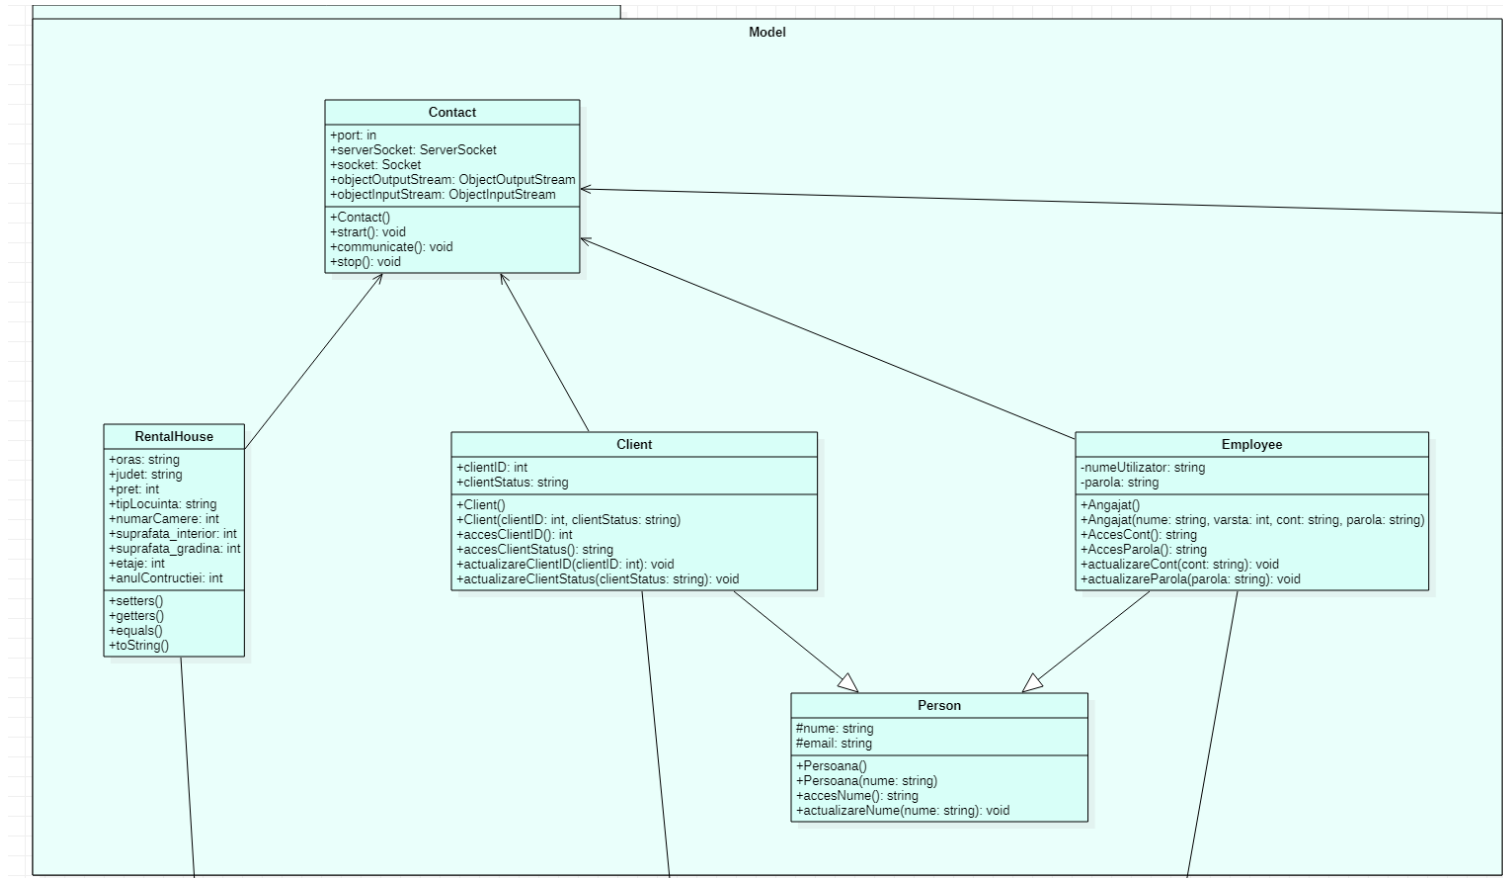 Model
Contact
+port: in
+serverSocket: ServerSocket
+socket: Socket
+objectOutputStream: ObjectOutputStream
+objectInputStream: ObjectInputStream
+Contact()
+strart(): void
+communicate(): void
+stop(): void
RentalHouse
+oras: string
+judet: string
+pret: int
+tipLocuinta: string
+numarCamere: int
+suprafata_interior: int
+suprafata_gradina: int
+etaje: int
+anulContructiei: int
+setters()
+getters()
+equals()
+toString()
Client
+clientID: int
+clientStatus: string
+Client()
+Client(clientID: int, clientStatus: string)
+accesClientID(): int
+accesClientStatus(): string
+actualizareClientID(clientID: int): void
+actualizareClientStatus(clientStatus: string): void
Employee
-numeUtilizator: string
-parola: string
+Angajat()
+Angajat(nume: string, varsta: int, cont: string, parola: string)
+AccesCont(): string
+AccesParola(): string
+actualizareCont(cont: string): void
+actualizareParola(parola: string): void
Person
#nume: string
#email: string
+Persoana()
+Persoana(nume: string)
+accesNume(): string
+actualizareNume(nume: string): void